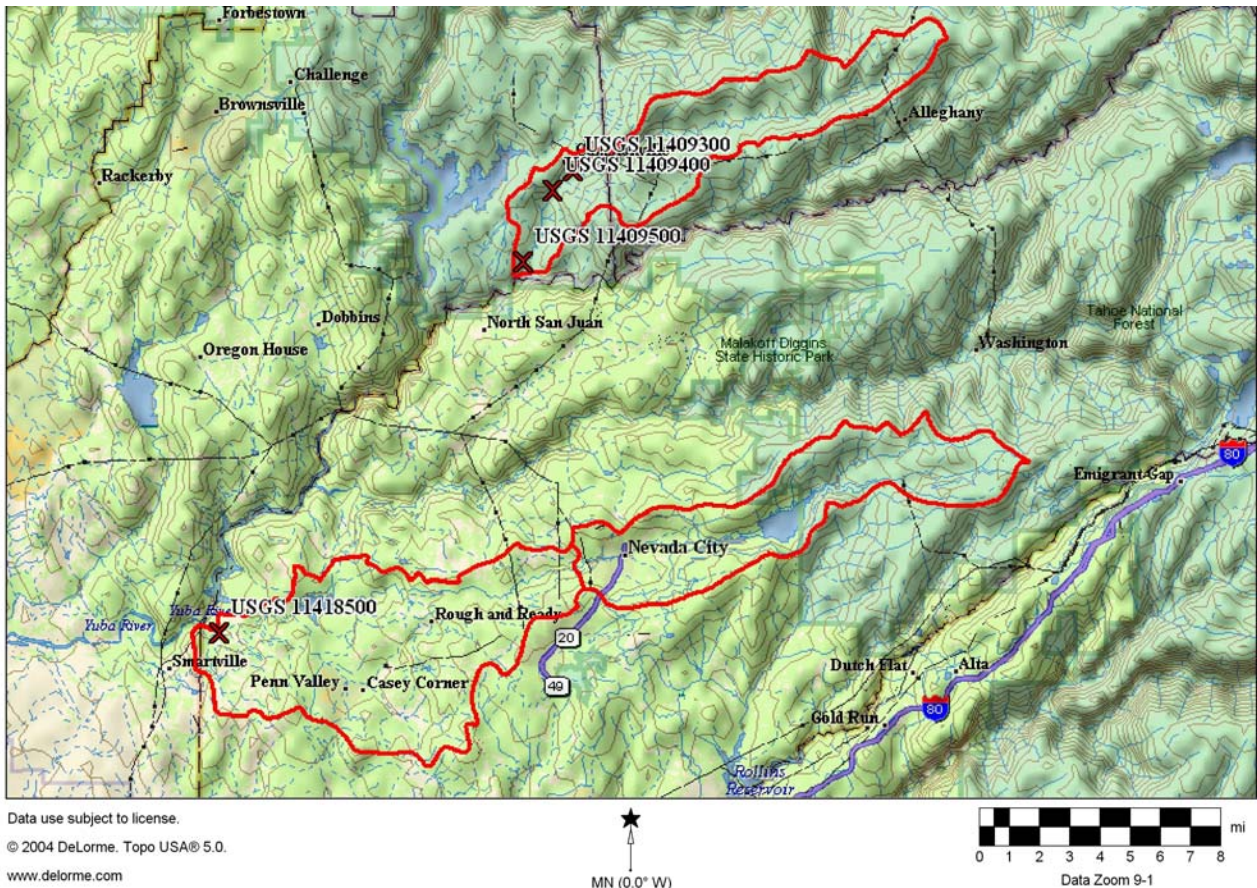 Forbestown
Challenge
Brownsville
Alleghany
USGS 11409300
USGS 11409400
Rackerby
USGS 11409500
Dobbins
North San Juan
Oregon House
Malakoff Diggins
State Historic Park
Washington
Tahoe National
Forest
80
Emigrant Gap
Nevada City
USGS 11418500
Yuba River
Rough and Ready
20
Smartville
Penn Valley
Casey Corner
49
Dutch Flat
Alta
80
Gold Run
Rollins
Reservoir
Data use subject to license.
© 2004 DeLorme. Topo USA® 5.0.
www.delorme.com
MN (0.0° W)
mi
0 1 2 3 4 5 6 7 8
Data Zoom 9-1